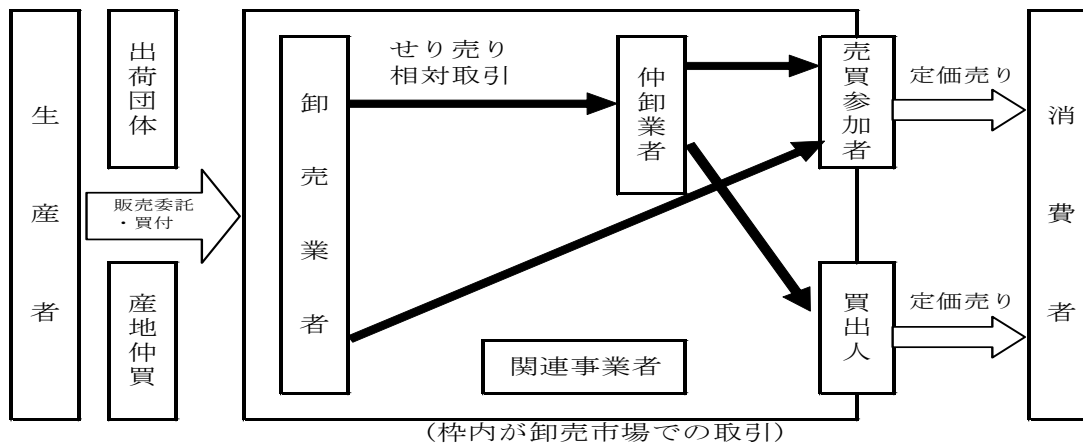 生産者
出荷団体
販売委託
・買付
産地仲買
卸売業者
せり売り
相対取引
仲卸業者
関連事業者
売買参加者
買出人
定価売り
定価売り
消費者
(枠内が卸売市場での取引)